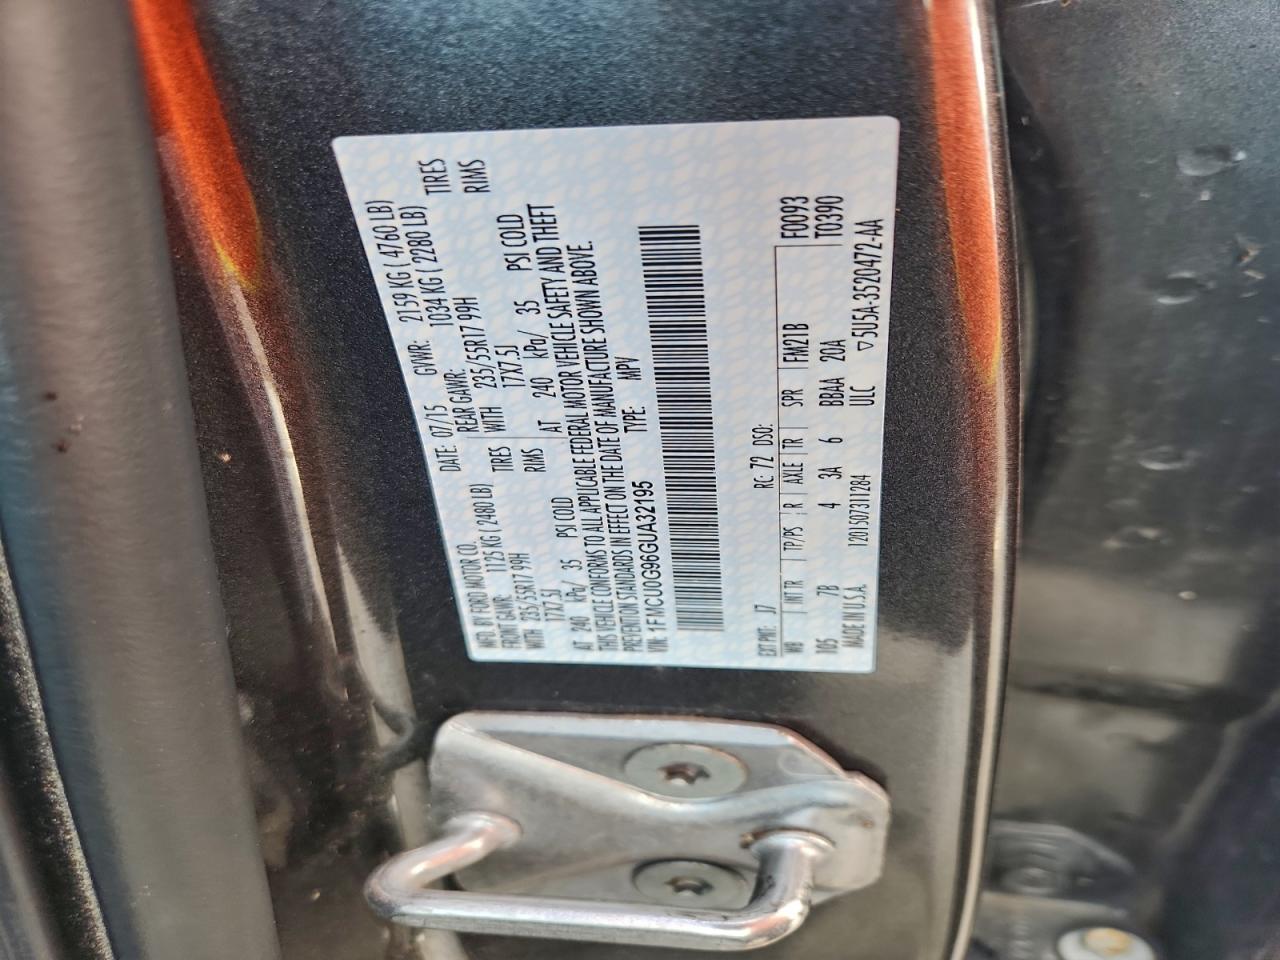 MFD. BY FORD MOTOR CO. DATE: 07/15 GVWR: 2159 KG ( 4760 LB)
FRONT GAWR: 1125 KG ( 2480 LB) REAR GAWR: 1034 KG ( 2280 LB)
WITH 235/55R17 99H TIRES WITH 235/55R17 99H TIRES
17X7.5J RIMS 17X7.5J RIMS
AT 240 kPa/ 35 PSI COLD AT 240 kPa/ 35 PSI COLD
THIS VEHICLE CONFORMS TO ALL APPLICABLE FEDERAL MOTOR VEHICLE SAFETY AND THEFT
PREVENTION STANDARDS IN EFFECT ON THE DATE OF MANUFACTURE SHOWN ABOVE.
VIN: 1FMCU0G96GUA32195 TYPE: MPV
EXT PNT: J7 RC: 72 DSO: F0093
WB INT TR TP/PS R AXLE TR SPR FM21B T0390
105 7B 4 3A 6 BBAA 20A
MADE IN U.S.A. 1201507311284 ULC ▽5U5A-3520472-AA